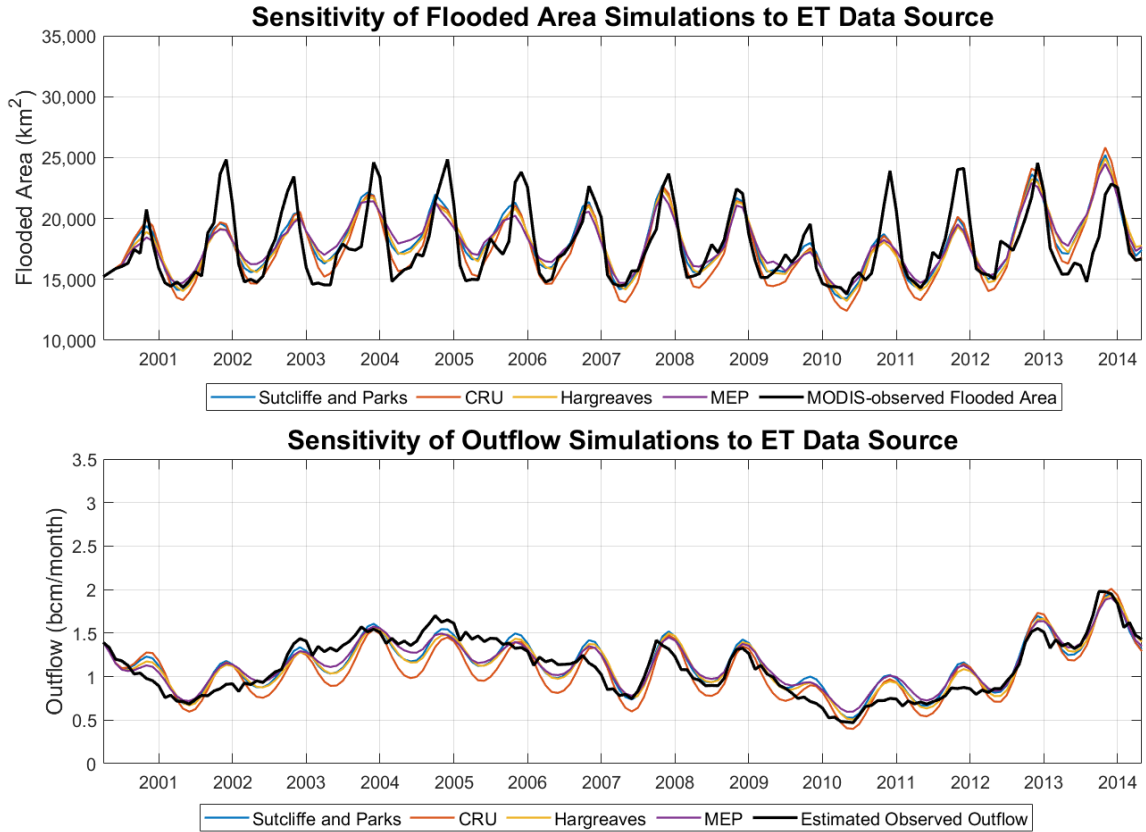 Sensitivity of Flooded Area Simulations to ET Data Source
Flooded Area (km²)
35,000
30,000
25,000
20,000
15,000
10,000
2001 2002 2003 2004 2005 2006 2007 2008 2009 2010 2011 2012 2013 2014
Sutcliffe and Parks CRU Hargreaves MEP MODIS-observed Flooded Area
Sensitivity of Outflow Simulations to ET Data Source
Outflow (bcm/month)
3.5
3
2.5
2
1.5
1
0.5
0
2001 2002 2003 2004 2005 2006 2007 2008 2009 2010 2011 2012 2013 2014
Sutcliffe and Parks CRU Hargreaves MEP Estimated Observed Outflow